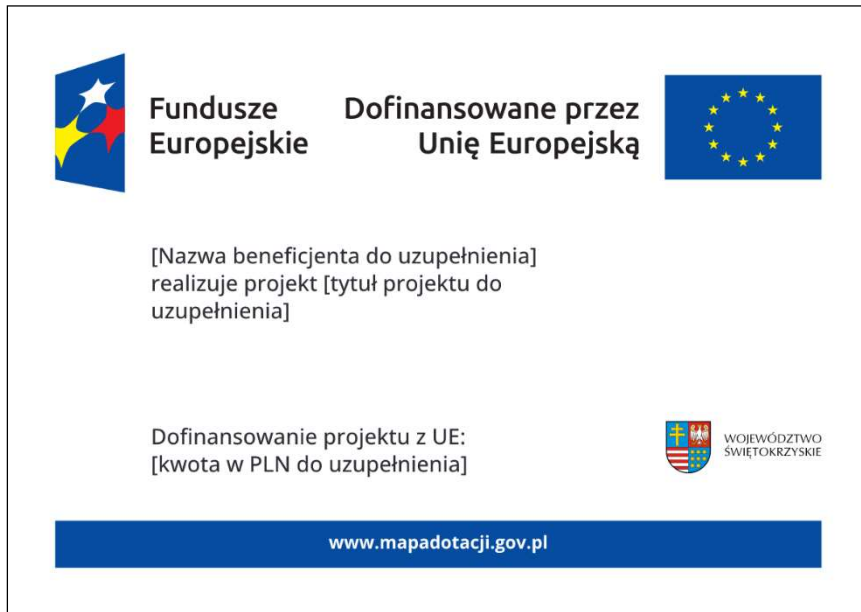 Fundusze
Europejskie
Dofinansowane przez
Unię Europejską
[Nazwa beneficjenta do uzupełnienia]
realizuje projekt [tytuł projektu do
uzupełnienia]
Dofinansowanie projektu z UE:
[kwota w PLN do uzupełnienia]
WOJEWÓDZTWO
ŚWIĘTOKRZYSKIE
www.mapadotacji.gov.pl